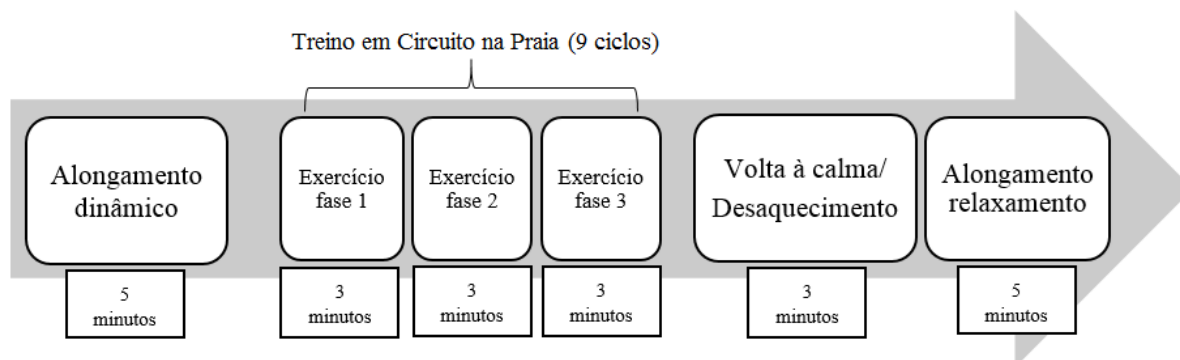 Treino em Circuito na Praia (9 ciclos)
Alongamento
dinâmico
5
minutos
Exercício
fase 1
3
minutos
Exercício
fase 2
3
minutos
Exercício
fase 3
3
minutos
Volta à calma/
Desaquecimento
3
minutos
Alongamento
relaxamento
5
minutos